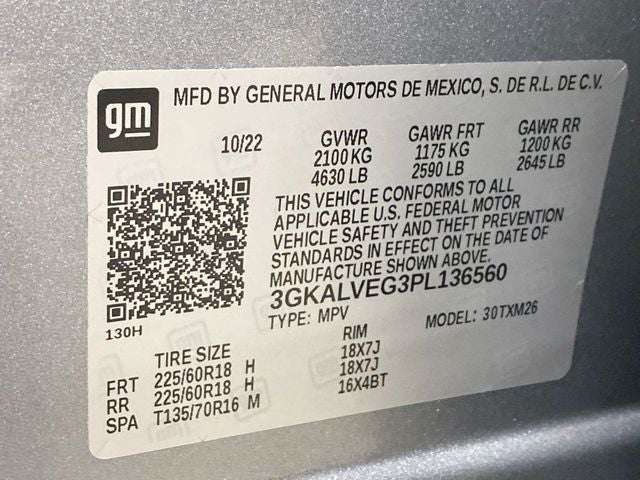 gm
MFD BY GENERAL MOTORS DE MEXICO, S. DE R.L. DE C.V.
10/22 GVWR GAWR FRT GAWR RR
2100 KG 1175 KG 1200 KG
4630 LB 2590 LB 2645 LB
THIS VEHICLE CONFORMS TO ALL
APPLICABLE U.S. FEDERAL MOTOR
VEHICLE SAFETY AND THEFT PREVENTION
STANDARDS IN EFFECT ON THE DATE OF
MANUFACTURE SHOWN ABOVE.
3GKALVEG3PL136560
TYPE: MPV MODEL: 30TXM26
130H
TIRE SIZE RIM
FRT 225/60R18 H 18X7J
RR 225/60R18 H 18X7J
SPA T135/70R16 M 16X4BT